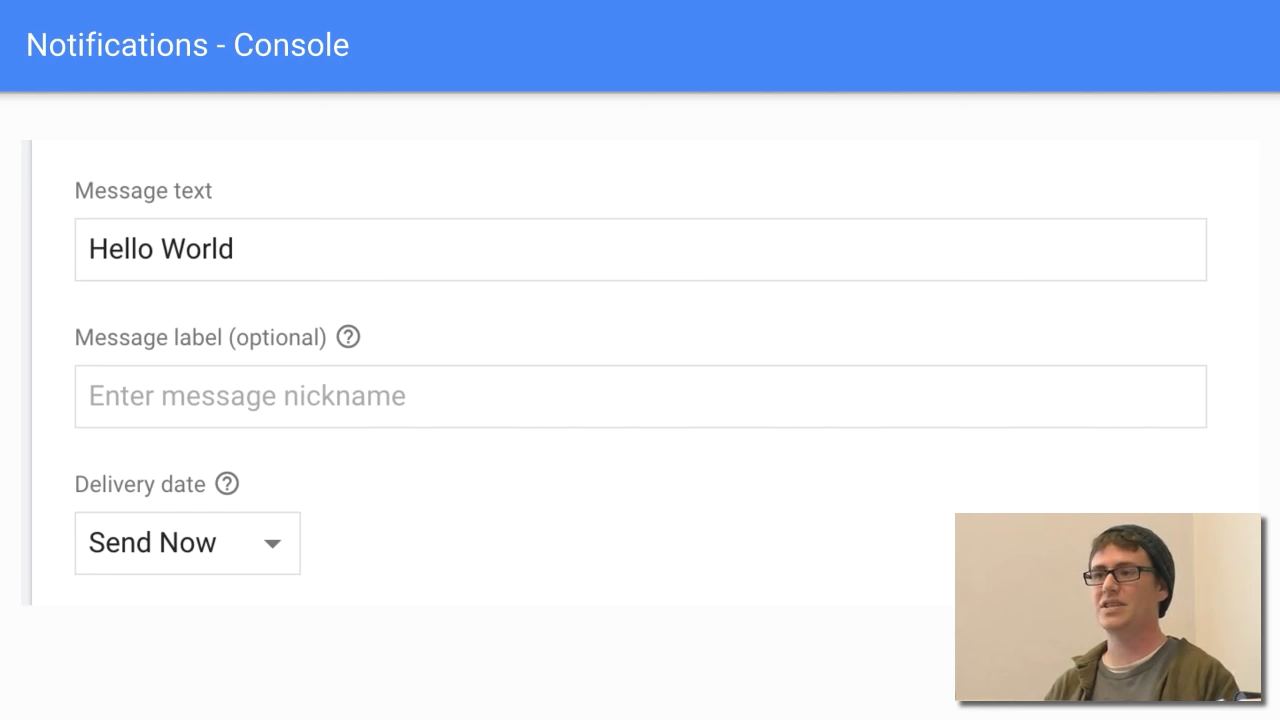 Notifications - Console
Message text
Hello World
Message label (optional)
Enter message nickname
Delivery date
Send Now